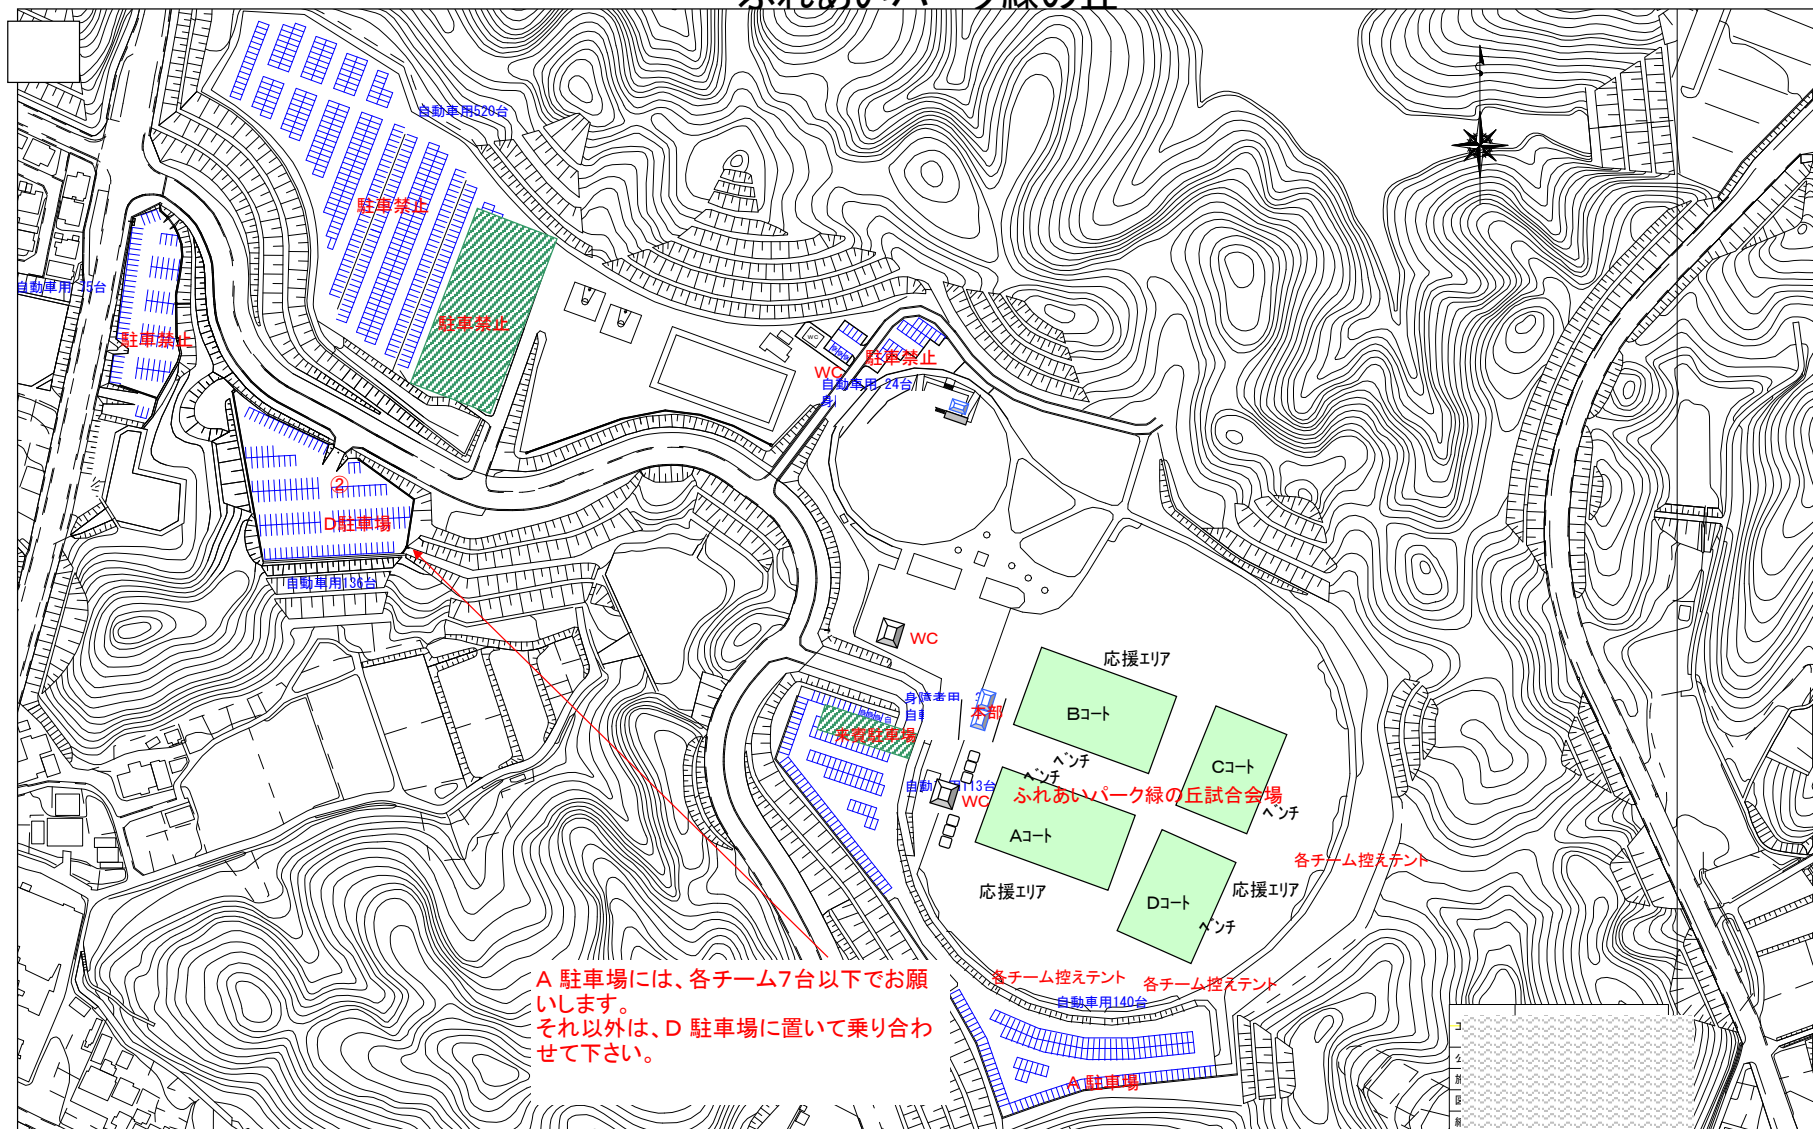 ふれあいパーク緑の丘
自動車用520台
駐車禁止
自動車用 35台
駐車禁止
駐車禁止
WC
WC
駐車禁止
自動車用 24台
身
②
D駐車場
自動車用136台
WC
応援エリア
身障者用
自
本部
Bコート
来賓駐車場
Cコート
ベンチ
ベンチ
自動 用113台
WC
ふれあいパーク緑の丘試合会場
ベンチ
Aコート
各チーム控えテント
応援エリア
応援エリア
Dコート
ベンチ
各チーム控えテント
各チーム控えテント
自動車用140台
A 駐車場には、各チーム7台以下でお願
いします。
それ以外は、D 駐車場に置いて乗り合わ
せて下さい。
A 駐車場